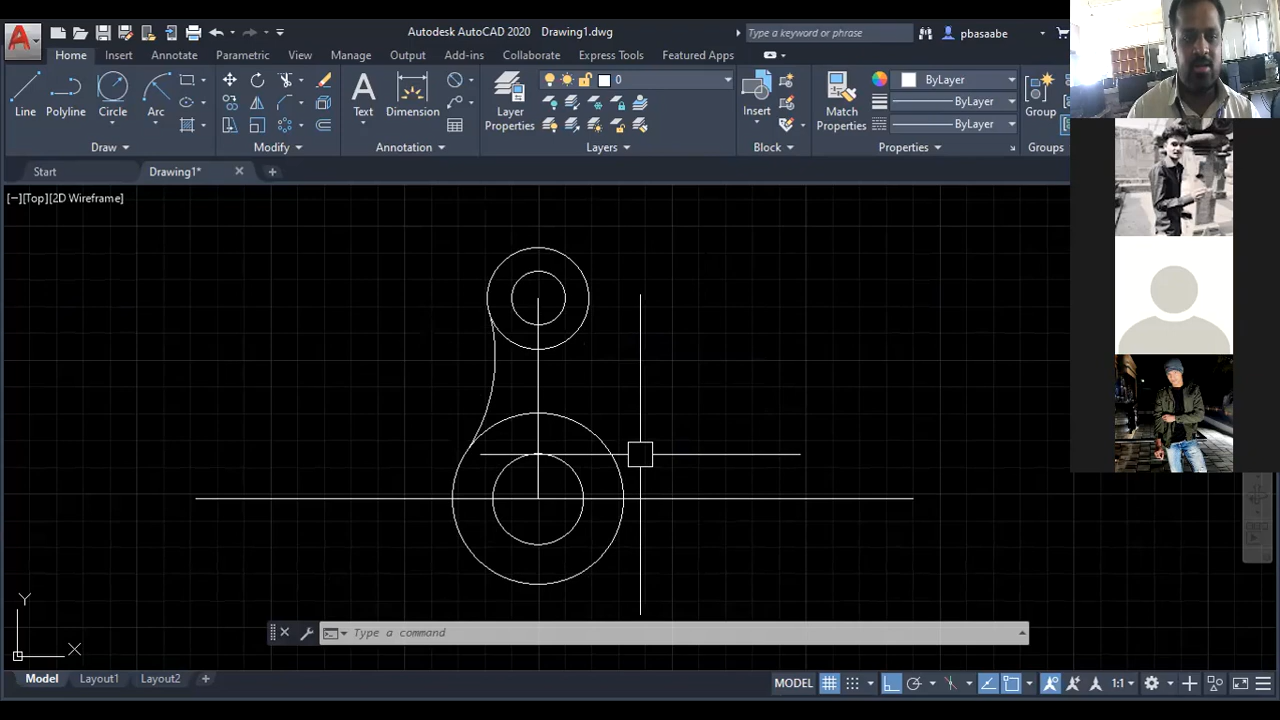 Autodesk AutoCAD 2020 Drawing1.dwg
Type a keyword or phrase
pbasaabe
Home Insert Annotate Parametric View Manage Output Add-ins Collaborate Express Tools Featured Apps
Line Polyline Circle Arc Text Dimension Layer Properties 0 Insert Match Properties ByLayer Group
ByLayer
ByLayer
Draw Modify Annotation Layers Block Properties Groups
Start Drawing1*
[−][Top][2D Wireframe]
Y
X
Type a command
Model Layout1 Layout2
MODEL 1:1